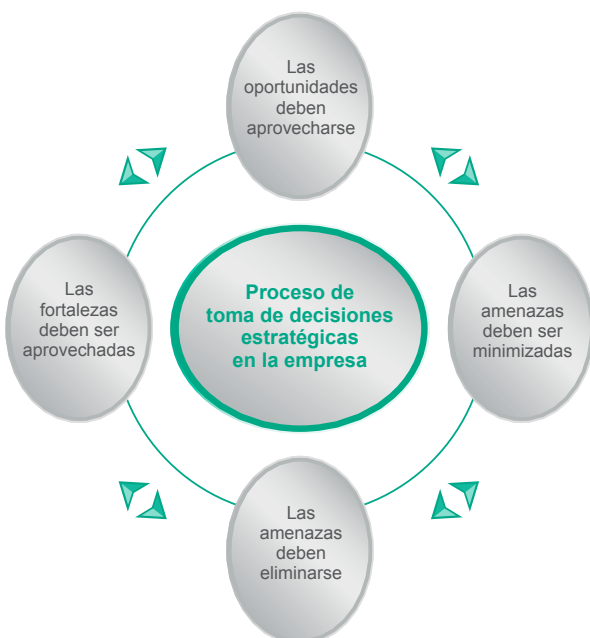 Las
oportunidades
deben
aprovecharse
Las
fortalezas
deben ser
aprovechadas
Proceso de
toma de decisiones
estratégicas
en la empresa
Las
amenazas
deben ser
minimizadas
Las
amenazas
deben
eliminarse